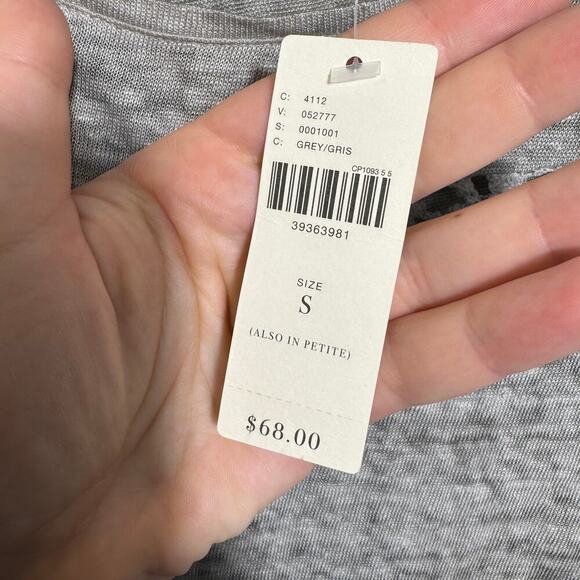 C: 4112
V: 052777
S: 0001001
C: GREY/GRIS
CP1093 5 5
39363981
SIZE
S
(ALSO IN PETITE)
$68.00